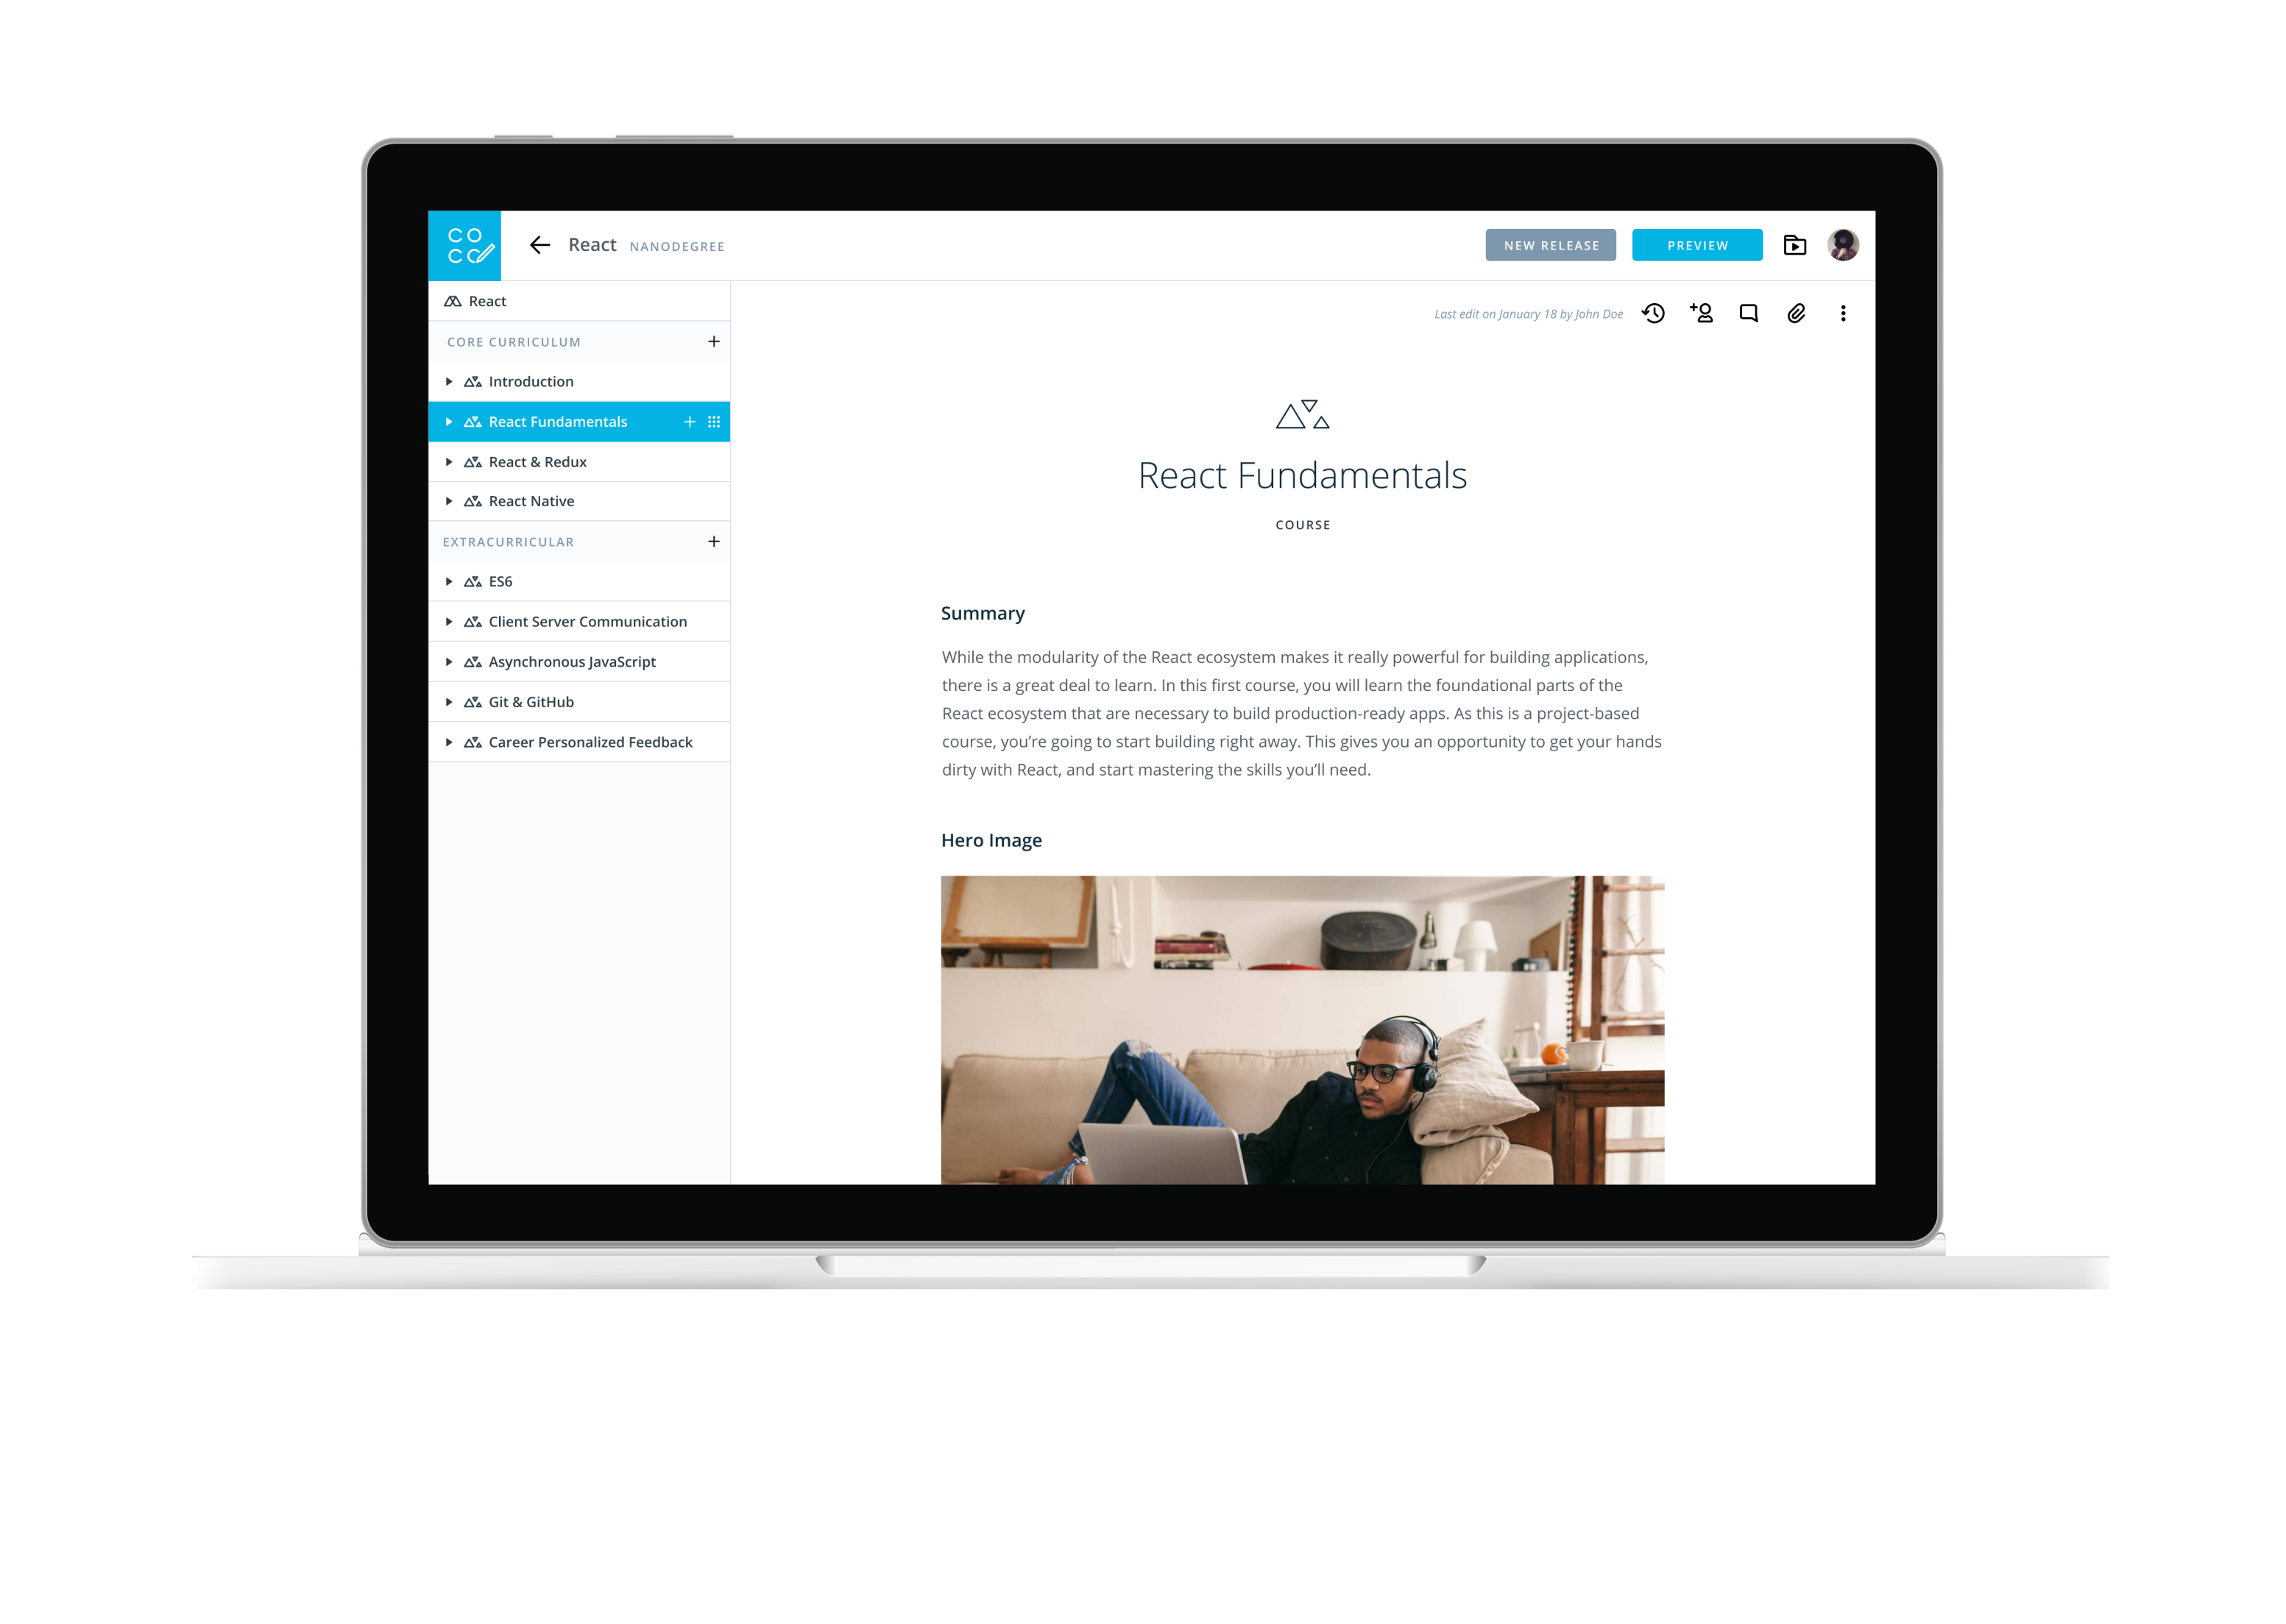 CO
CO
React NANODEGREE
NEW RELEASE
PREVIEW
React
CORE CURRICULUM
Introduction
React Fundamentals
React & Redux
React Native
EXTRACURRICULAR
ES6
Client Server Communication
Asynchronous JavaScript
Git & GitHub
Career Personalized Feedback
Last edit on January 18 by John Doe
React Fundamentals
COURSE
Summary
While the modularity of the React ecosystem makes it really powerful for building applications,
there is a great deal to learn. In this first course, you will learn the foundational parts of the
React ecosystem that are necessary to build production-ready apps. As this is a project-based
course, you’re going to start building right away. This gives you an opportunity to get your hands
dirty with React, and start mastering the skills you’ll need.
Hero Image